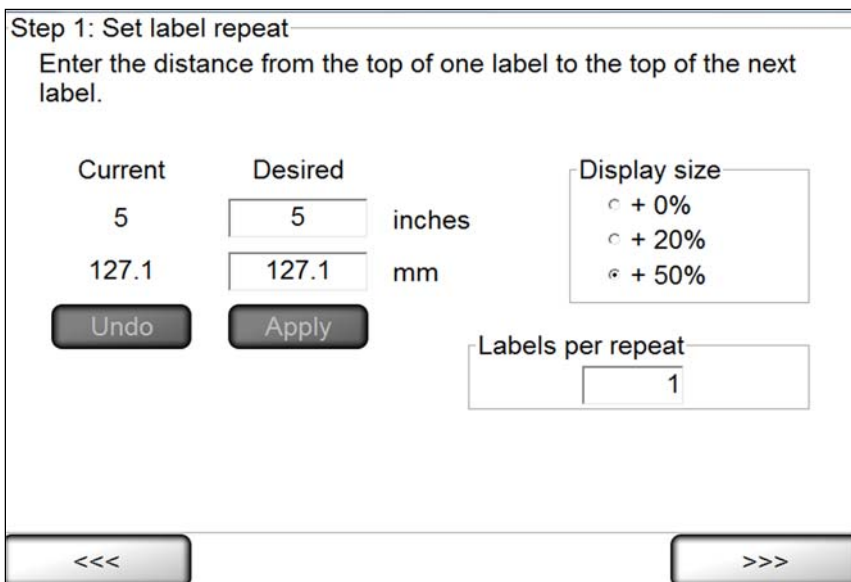 Step 1: Set label repeat
Enter the distance from the top of one label to the top of the next
label.
Current
Desired
5
5
inches
127.1
127.1
mm
Undo
Apply
Display size
+ 0%
+ 20%
+ 50%
Labels per repeat
1
<<<
>>>